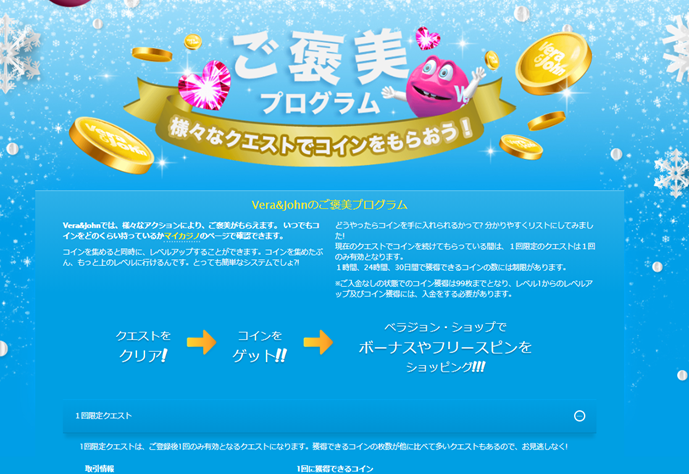 ご褒美
プログラム
様々なクエストでコインをもらおう！
Vera&John
Vera&John
Vera&Johnのご褒美プログラム
Vera&Johnでは、様々なアクションにより、ご褒美がもらえます。 いつでもコ
インをどのくらい持っているかマイカラノのページで確認できます。
コインを集めると同時に、レベルアップすることができます。コインを集めたぶ
ん、もっと上のレベルに行けるんです。とっても簡単なシステムでしょ?!
どうやったらコインを手に入れられるかって? 分かりやすくリストにしてみまし
た!
現在のクエストでコインを続けてもらっている間は、１回限定のクエストは１回
のみ有効となります。
１時間、24時間、30日間で獲得できるコインの数には制限があります。
※ご入金なしの状態でのコイン獲得は99枚までとなり、レベル1からのレベルア
ップ及びコイン獲得には、入金をする必要があります。
クエストを
クリア!
コインを
ゲット!!
ベラジョン・ショップで
ボーナスやフリースピンを
ショッピング!!!
１回限定クエスト
1回限定クエストは、ご登録後1回のみ有効となるクエストになります。獲得できるコインの枚数が他に比べて多いクエストもあるので、お見逃しなく!
取引情報
1回に獲得できるコイン